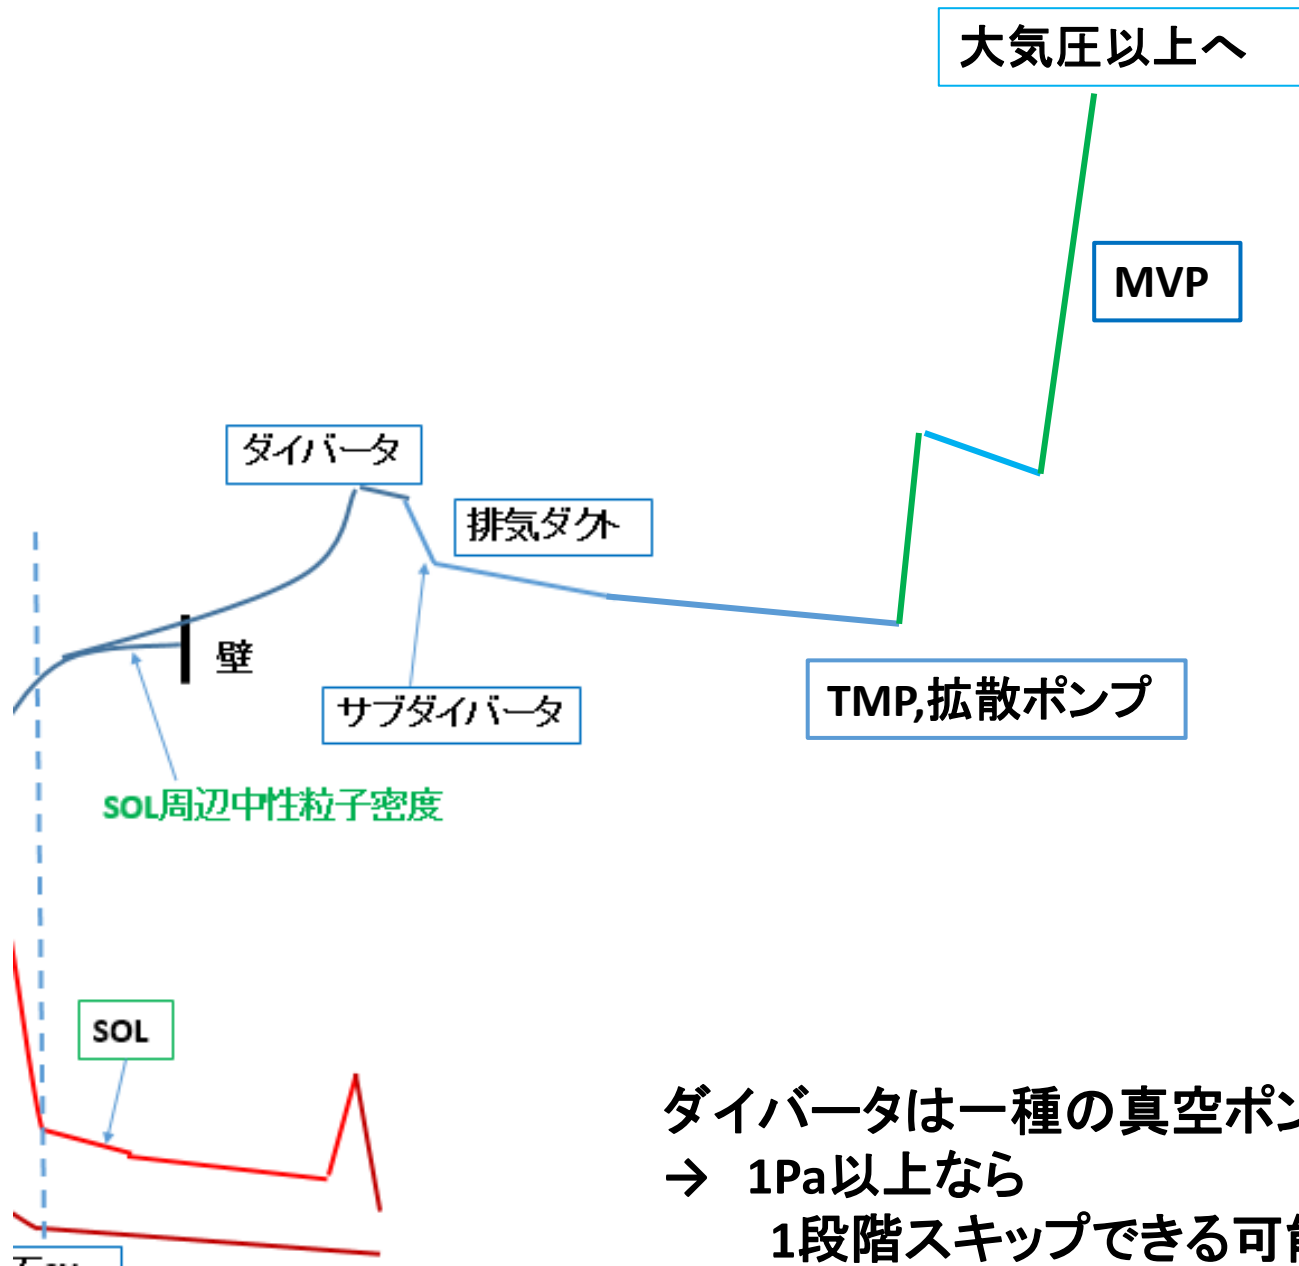 大気圧以上へ
MVP
ダイバータ
排気ダクト
壁
サブダイバータ
TMP,拡散ポンプ
SOL周辺中性粒子密度
SOL
ダイバータは一種の真空ポン
→ 1Pa以上なら
1段階スキップできる可能